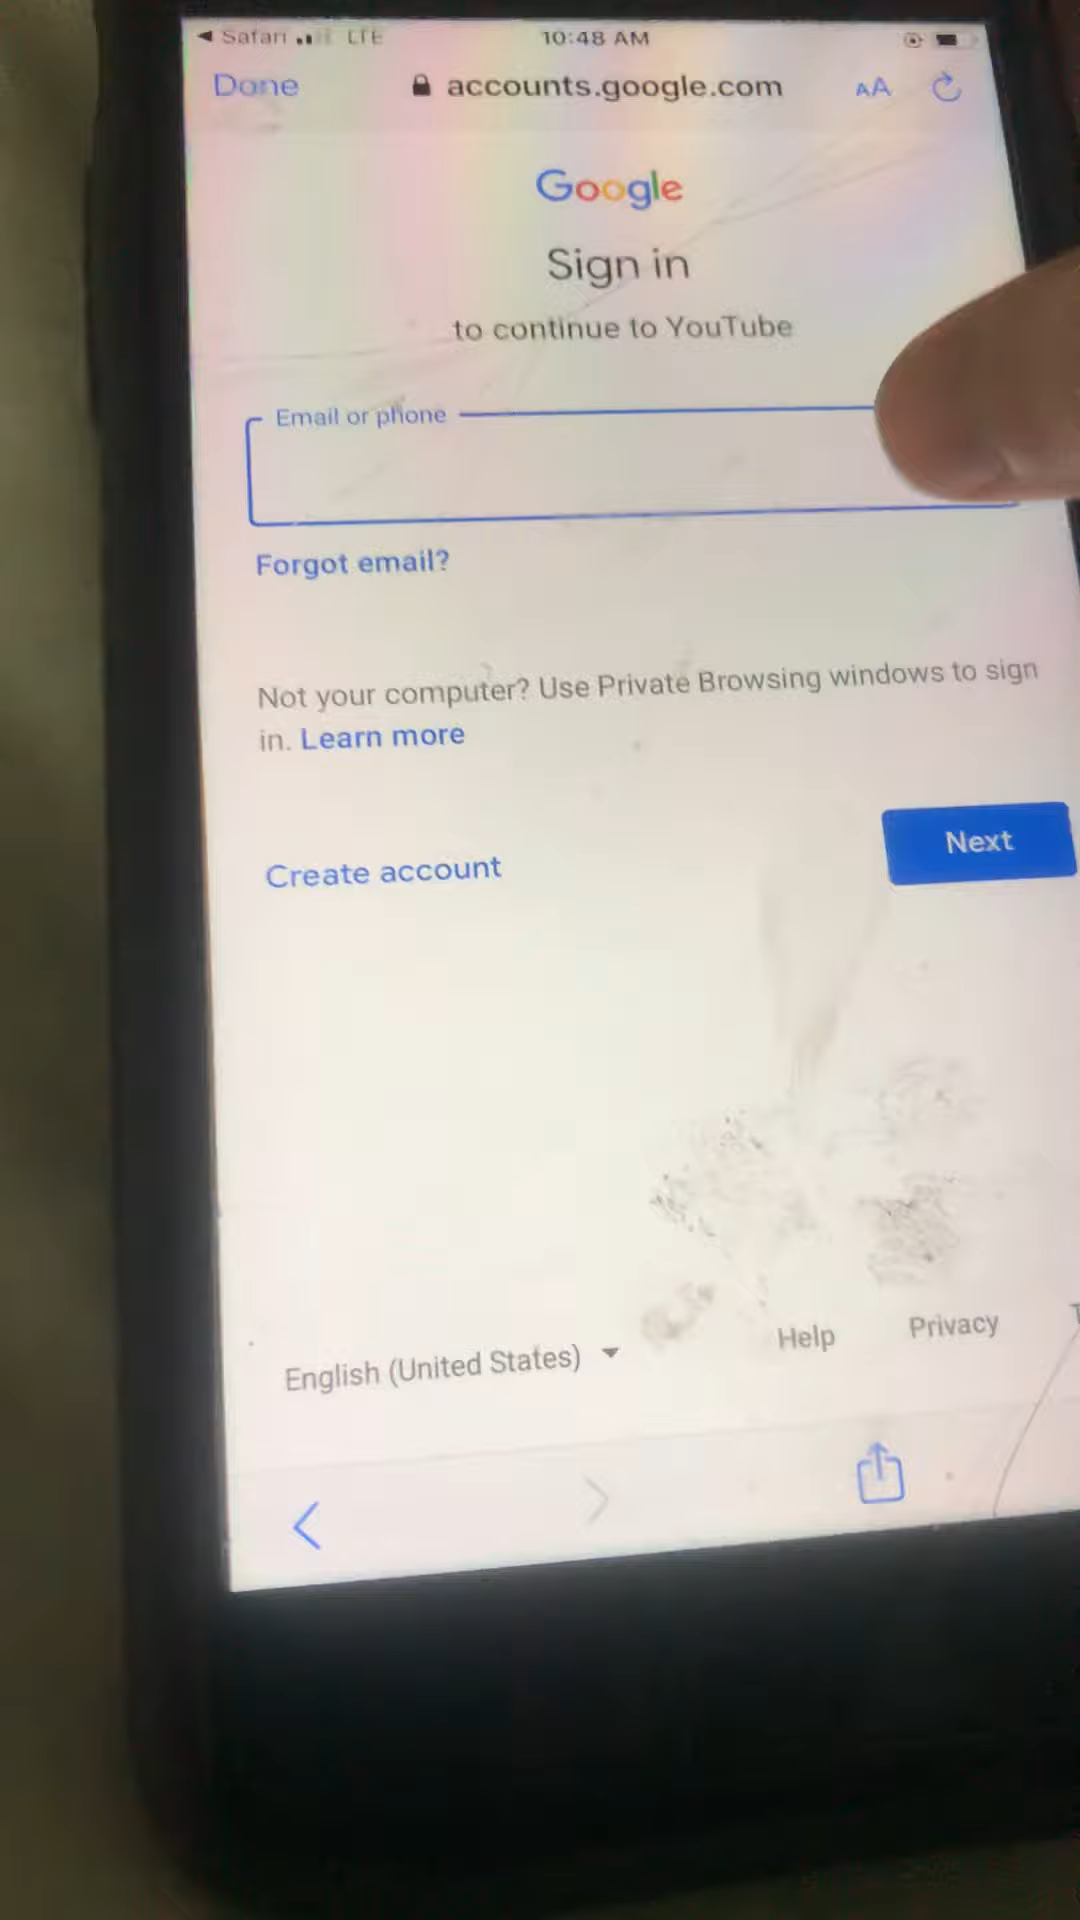 Safari LTE 10:48 AM
Done accounts.google.com AA
Google
Sign in
to continue to YouTube
Email or phone
Forgot email?
Not your computer? Use Private Browsing windows to sign
in. Learn more
Create account Next
English (United States) Help Privacy